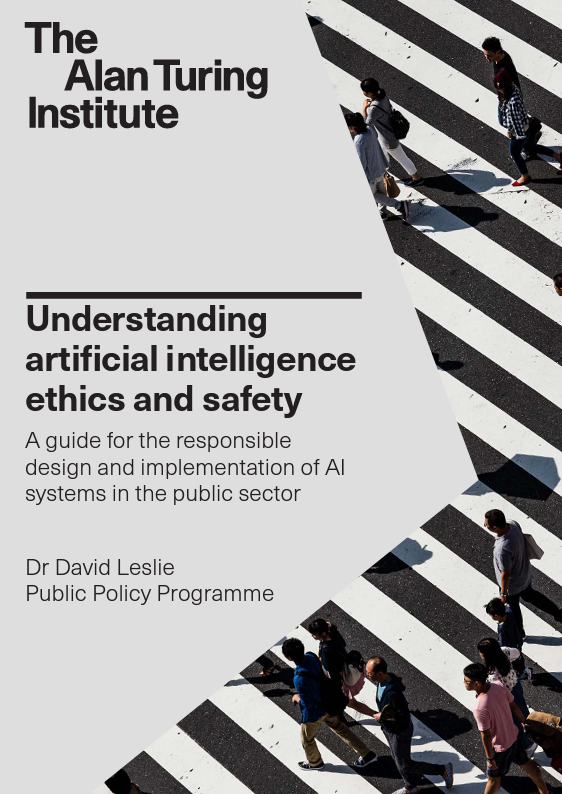 The
Alan Turing
Institute
Understanding
artificial intelligence
ethics and safety
A guide for the responsible
design and implementation of AI
systems in the public sector
Dr David Leslie
Public Policy Programme